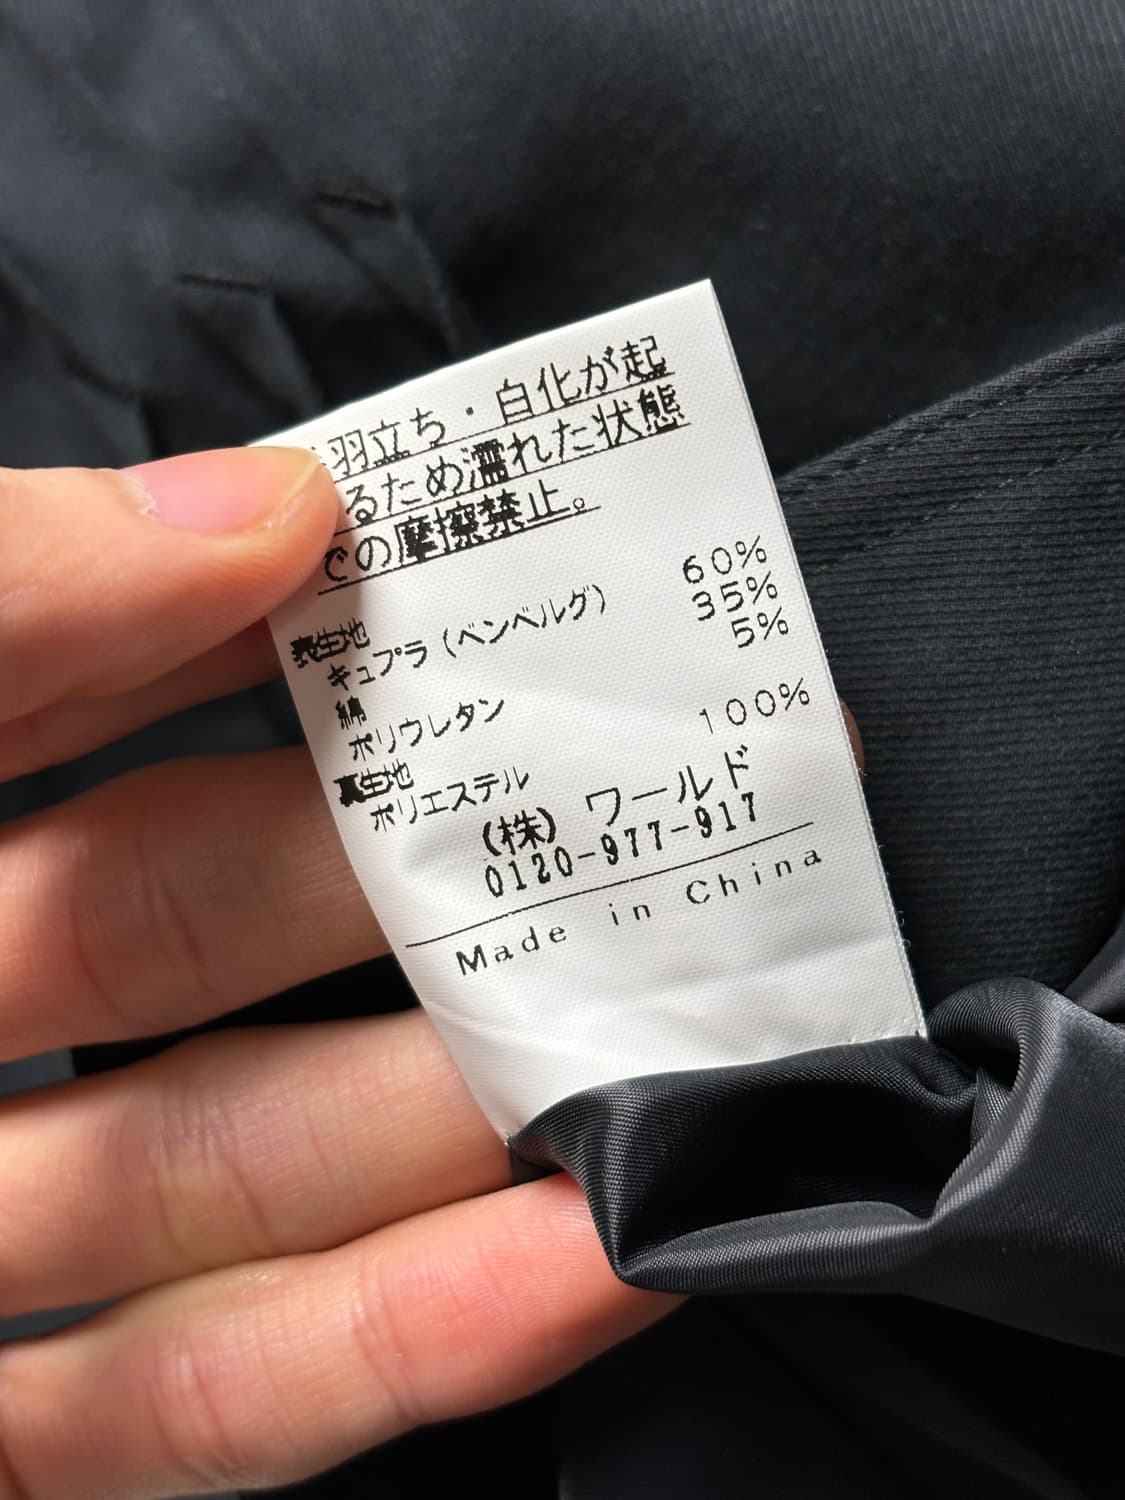 羽立ち・白化が起
るため濡れた状態
での摩擦禁止。
表生地
キュプラ(ベンベルグ) 60%
綿 35%
ポリウレタン 5%
裏生地
ポリエステル 100%
(株) ワールド
0120-977-917
Made in China